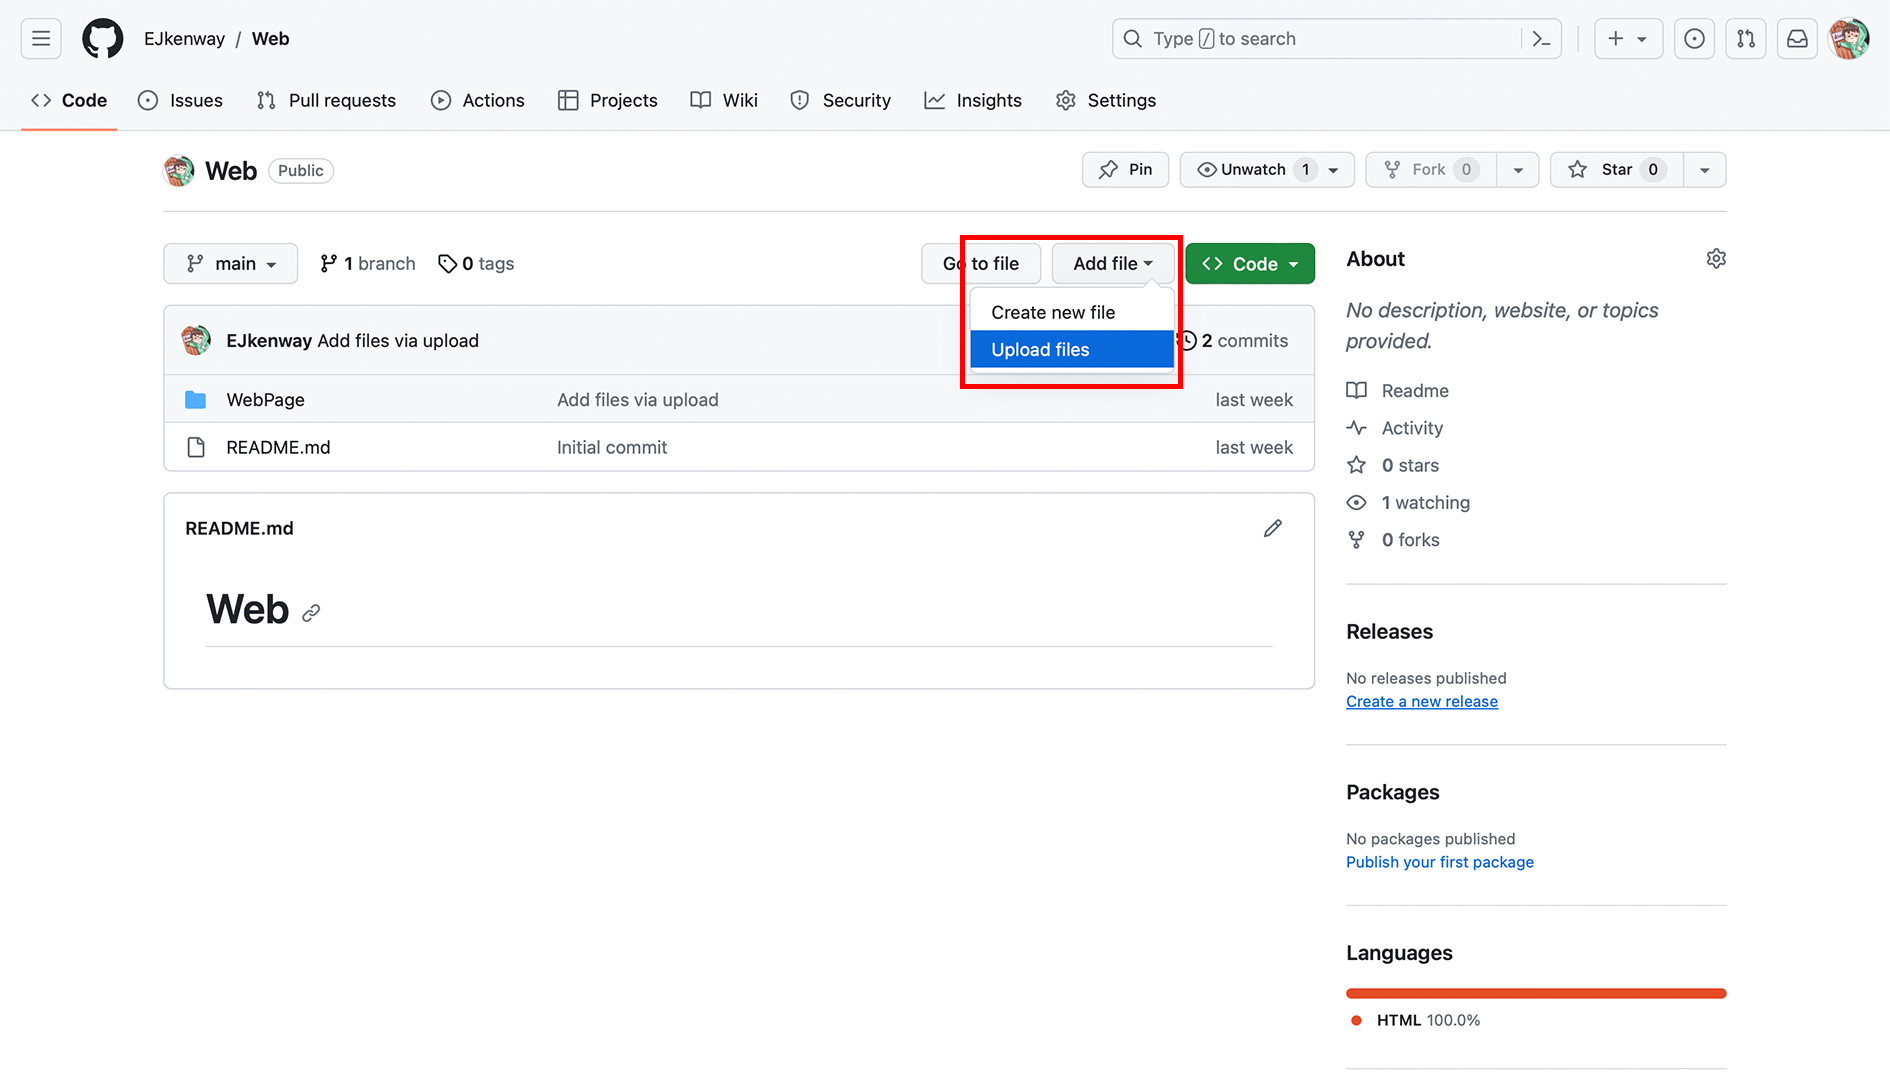 EJkenway / Web
Type / to search
Code Issues Pull requests Actions Projects Wiki Security Insights Settings
Web Public
Pin Unwatch 1 Fork 0 Star 0
main 1 branch 0 tags Go to file Add file Code
Create new file
Upload files
EJkenway Add files via upload 2 commits
WebPage Add files via upload last week
README.md Initial commit last week
README.md
Web
About
No description, website, or topics
provided.
Readme
Activity
0 stars
1 watching
0 forks
Releases
No releases published
Create a new release
Packages
No packages published
Publish your first package
Languages
HTML 100.0%